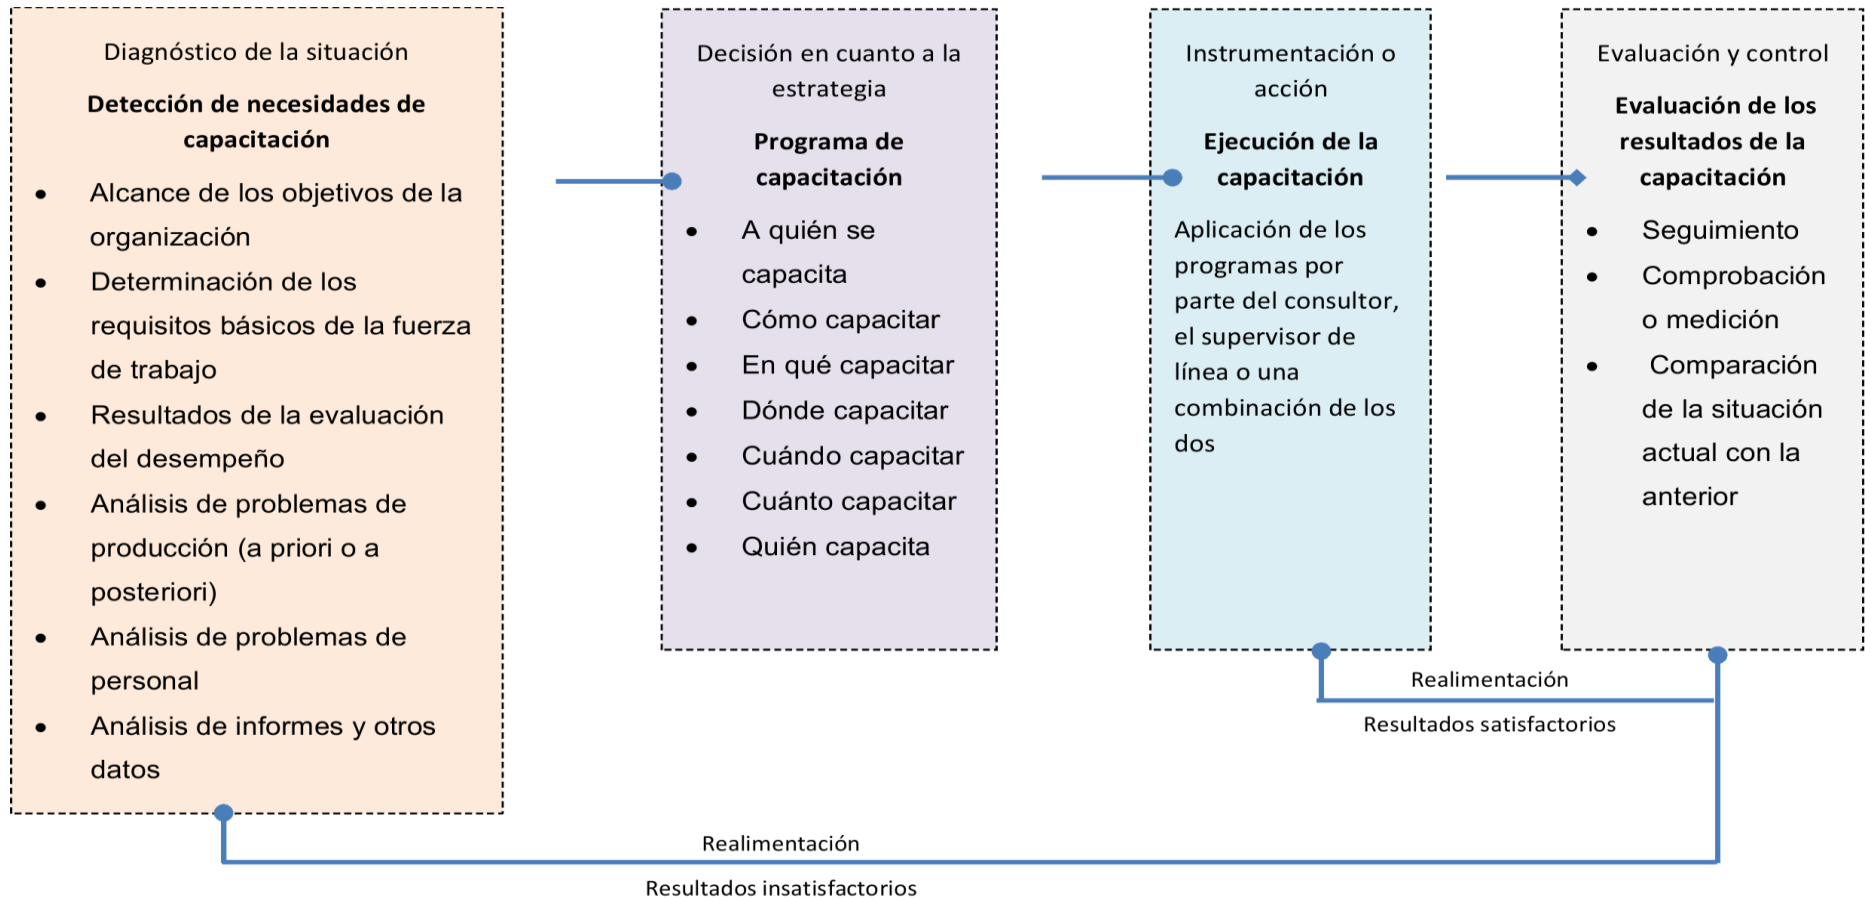 Diagnóstico de la situación
Detección de necesidades de
capacitación
• Alcance de los objetivos de la
organización
• Determinación de los
requisitos básicos de la fuerza
de trabajo
• Resultados de la evaluación
del desempeño
• Análisis de problemas de
producción (a priori o a
posteriori)
• Análisis de problemas de
personal
• Análisis de informes y otros
datos
Decisión en cuanto a la
estrategia
Programa de
capacitación
• A quién se
capacita
• Cómo capacitar
• En qué capacitar
• Dónde capacitar
• Cuándo capacitar
• Cuánto capacitar
• Quién capacita
Instrumentación o
acción
Ejecución de la
capacitación
Aplicación de los
programas por
parte del consultor,
el supervisor de
línea o una
combinación de los
dos
Evaluación y control
Evaluación de los
resultados de la
capacitación
• Seguimiento
• Comprobación
o medición
• Comparación
de la situación
actual con la
anterior
Realimentación
Resultados satisfactorios
Realimentación
Resultados insatisfactorios